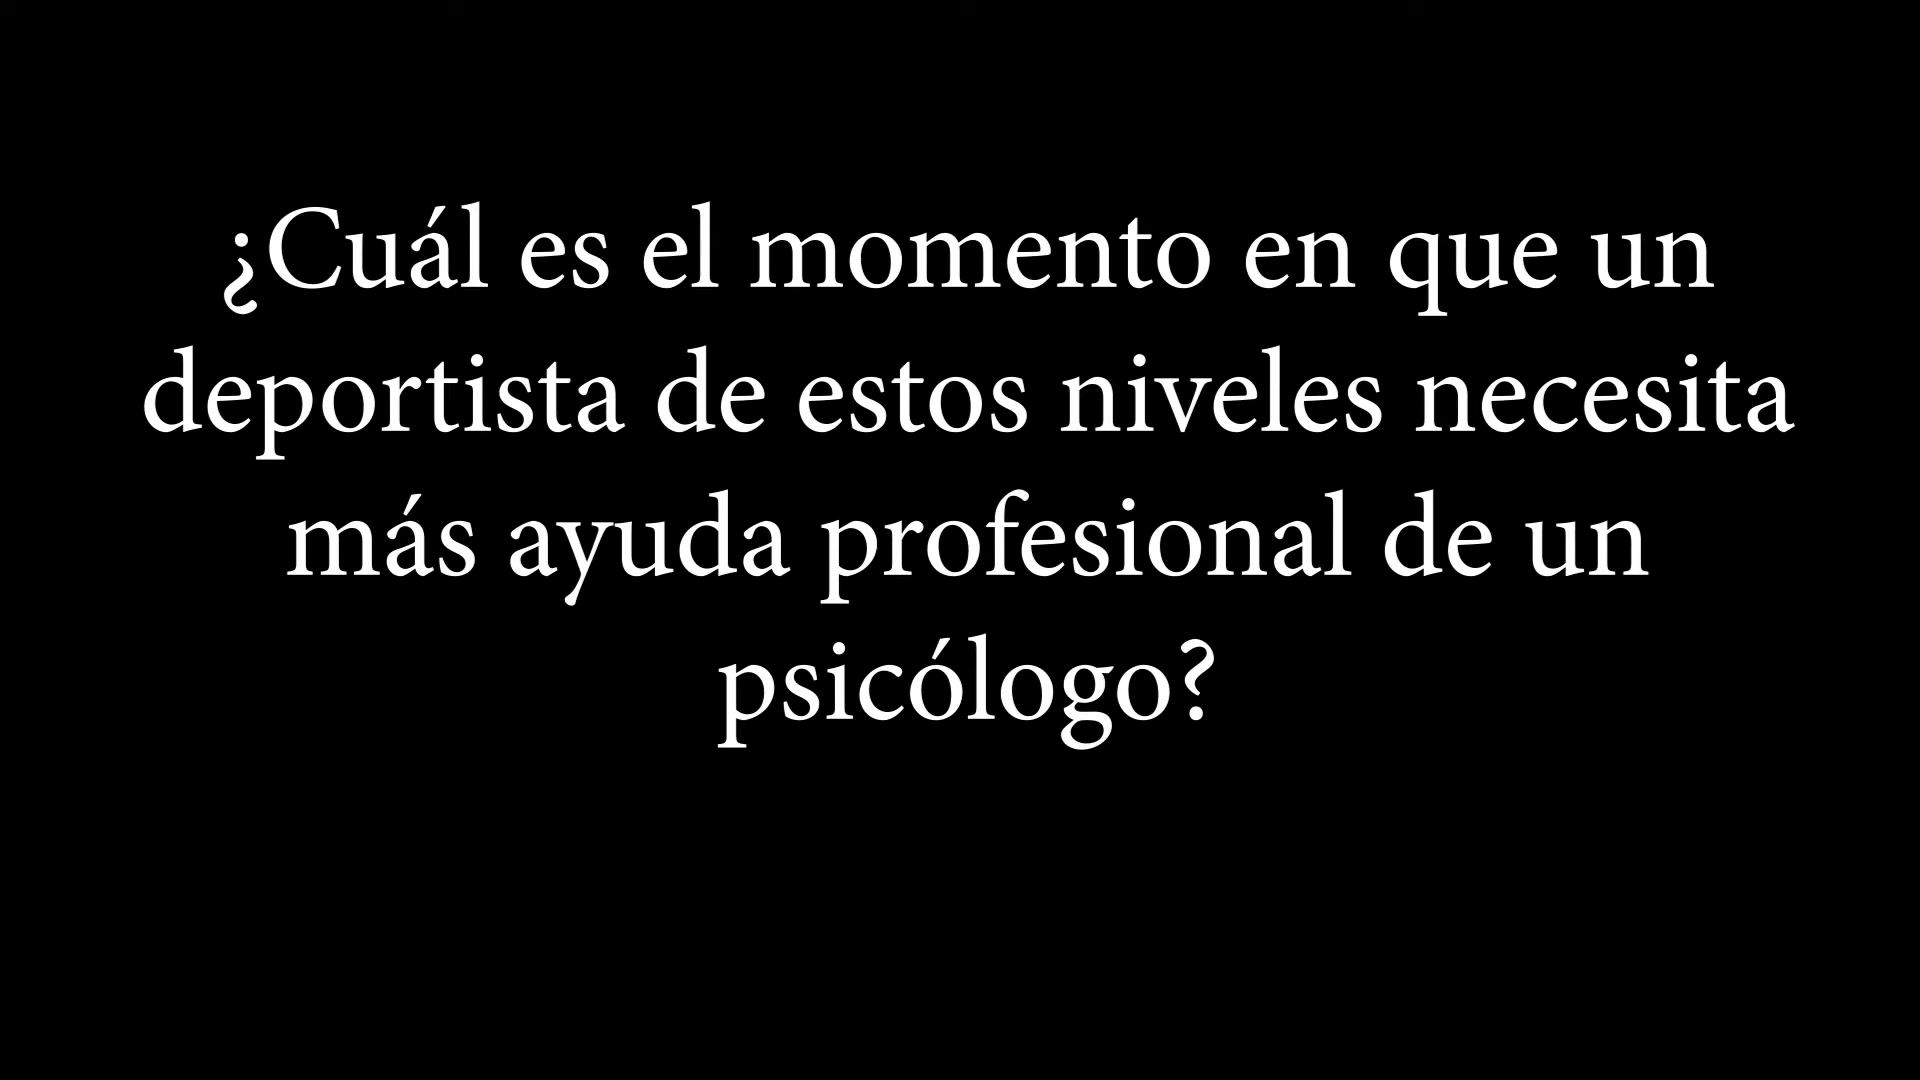 ¿Cuál es el momento en que un
deportista de estos niveles necesita
más ayuda profesional de un
psicólogo?